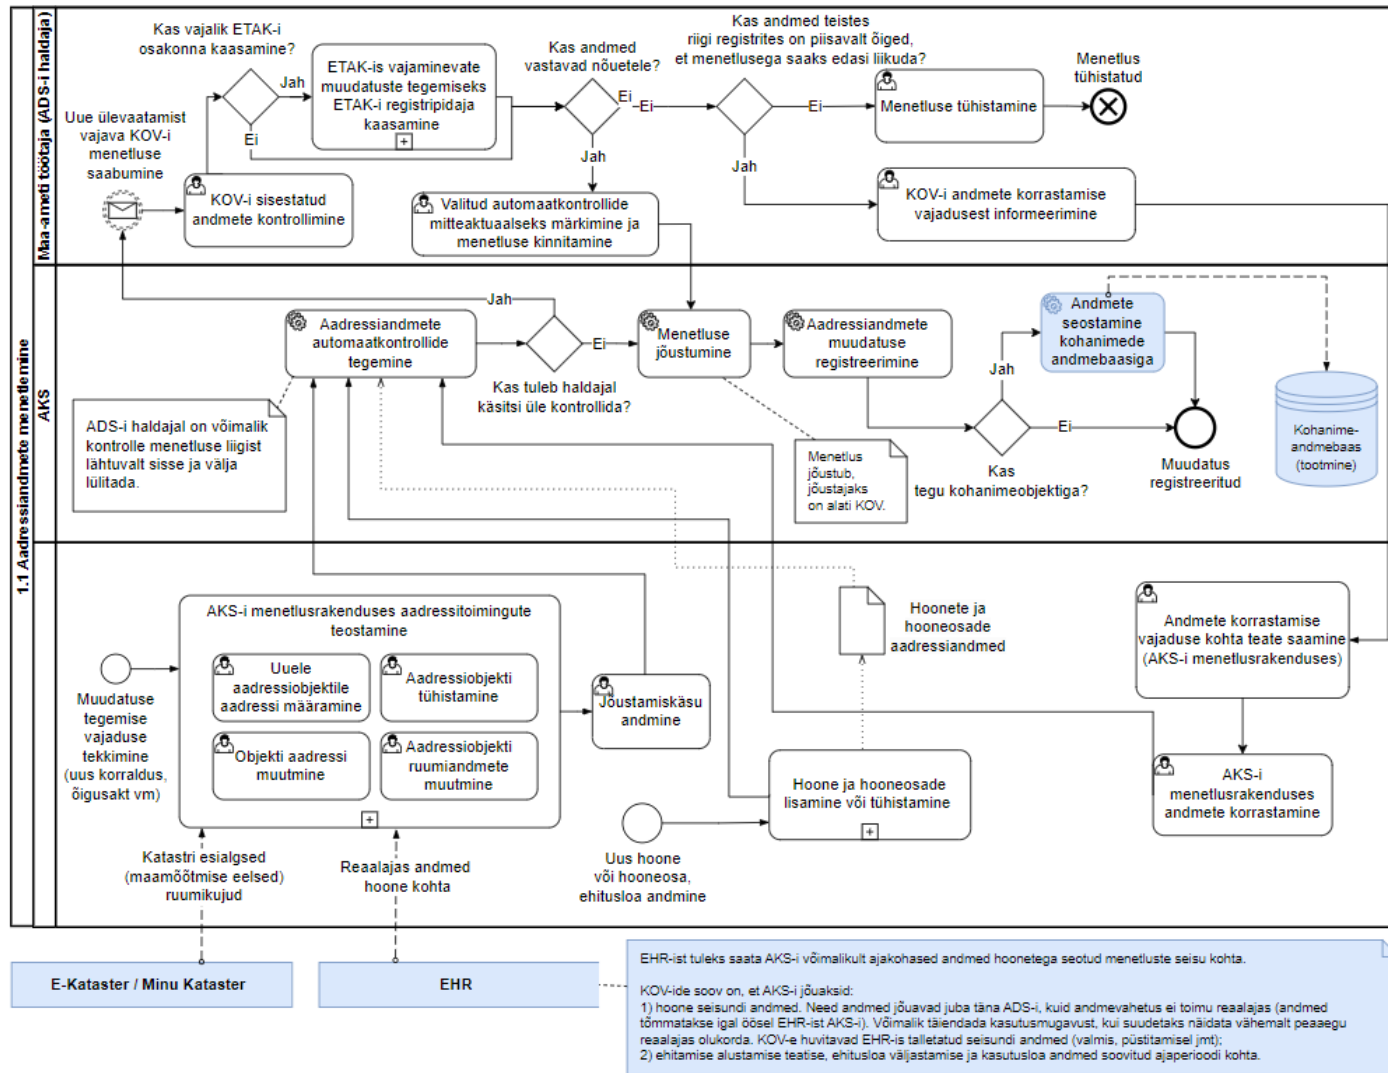 1.1 Aadressiandmete menetlemine
Maa-ameti töötaja (ADS-i haldaja)
Kas vajalik ETAK-i
osakonna kaasamine?
Jah
Ei
ETAK-is vajaminevate
muudatuste tegemiseks
ETAK-i registripidaja
kaasamine
Kas andmed
vastavad nõuetele?
Ei
Ei
Jah
Kas andmed teistes
riigi registrites on piisavalt õiged,
et menetlusega saaks edasi liikuda?
Ei
Jah
Menetluse tühistamine
Menetlus
tühistatud
Uue ülevaatamist
vajava KOV-i
menetluse
saabumine
KOV-i sisestatud
andmete kontrollimine
Valitud automaatkontrollide
mitteaktuaalseks märkimine ja
menetluse kinnitamine
KOV-i andmete korrastamise
vajadusest informeerimine
AKS
Jah
Aadressiandmete
automaatkontrollide
tegemine
Ei
Kas tuleb haldajal
käsitsi üle kontrollida?
Menetluse
jõustumine
Aadressiandmete
muudatuse
registreerimine
Jah
Ei
Kas
tegu kohanimeobjektiga?
Andmete
seostamine
kohanimede
andmebaasiga
Muudatus
registreeritud
Kohanime-
andmebaas
(tootmine)
ADS-i haldajal on võimalik
kontrolle menetluse liigist
lähtuvalt sisse ja välja
lülitada.
Menetlus
jõustub,
jõustajaks
on alati KOV.
AKS-i menetlusrakenduses aadressitoimingute
teostamine
Uuele
aadressiobjektile
aadressi määramine
Aadressiobjekti
tühistamine
Objekti aadressi
muutmine
Aadressiobjekti
ruumiandmete
muutmine
Muudatuse
tegemise
vajaduse
tekkimine
(uus korraldus,
õigusakt vm)
Jõustamiskäsu
andmine
Hoonete ja
hooneosade
aadressiandmed
Hoone ja hooneosade
lisamine või tühistamine
Uus hoone
või hooneosa,
ehitusloa andmine
Andmete korrastamise
vajaduse kohta teate saamine
(AKS-i menetlusrakenduses)
AKS-i
menetlusrakenduses
andmete korrastamine
Katastri esialgsed
(maamõõtmise eelsed)
ruumikujud
Reaalajas andmed
hoone kohta
E-Kataster / Minu Kataster
EHR
EHR-ist tuleks saata AKS-i võimalikult ajakohased andmed hoonetega seotud menetluste seisu kohta.
KOV-ide soov on, et AKS-i jõuaksid:
1) hoone seisundi andmed. Need andmed jõuavad juba täna ADS-i, kuid andmevahetus ei toimu reaalajas (andmed
tõmmatakse igal öösel EHR-ist AKS-i). Võimalik täiendada kasutusmugavust, kui suudetaks näidata vähemalt peaaegu
reaalajas olukorda. KOV-e huvitavad EHR-is talletatud seisundi andmed (valmis, püstitamisel jmt);
2) ehitamise alustamise teatise, ehitusloa väljastamise ja kasutusloa andmed soovitud ajaperioodi kohta.